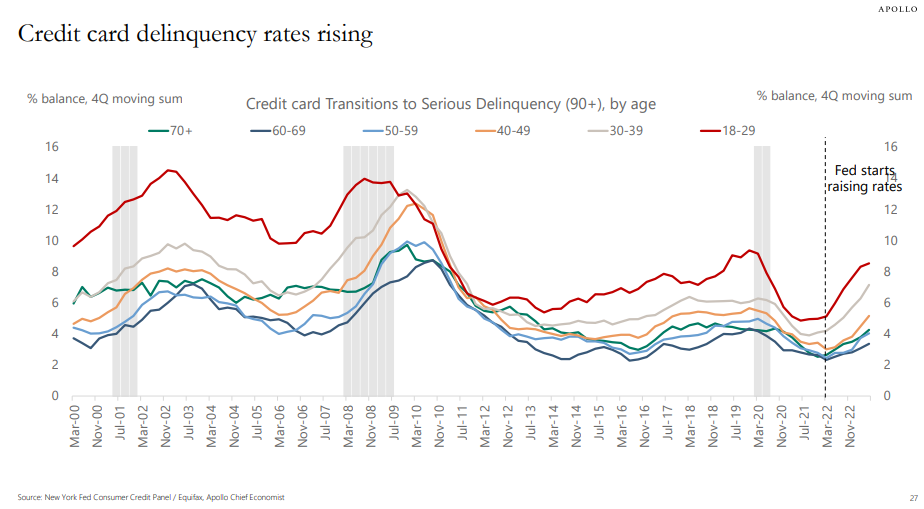 APOLLO
Credit card delinquency rates rising
% balance, 4Q moving sum
% balance, 4Q moving sum
Credit card Transitions to Serious Delinquency (90+), by age
70+ 60-69 50-59 40-49 30-39 18-29
16 16
14 14
12 12
10 10
8 8
6 6
4 4
2 2
0 0
Fed starts
raising rates
Mar-00 Nov-00 Jul-01 Mar-02 Nov-02 Jul-03 Mar-04 Nov-04 Jul-05 Mar-06 Nov-06 Jul-07 Mar-08 Nov-08 Jul-09 Mar-10 Nov-10 Jul-11 Mar-12 Nov-12 Jul-13 Mar-14 Nov-14 Jul-15 Mar-16 Nov-16 Jul-17 Mar-18 Nov-18 Jul-19 Mar-20 Nov-20 Jul-21 Mar-22 Nov-22
Source: New York Fed Consumer Credit Panel / Equifax, Apollo Chief Economist
27